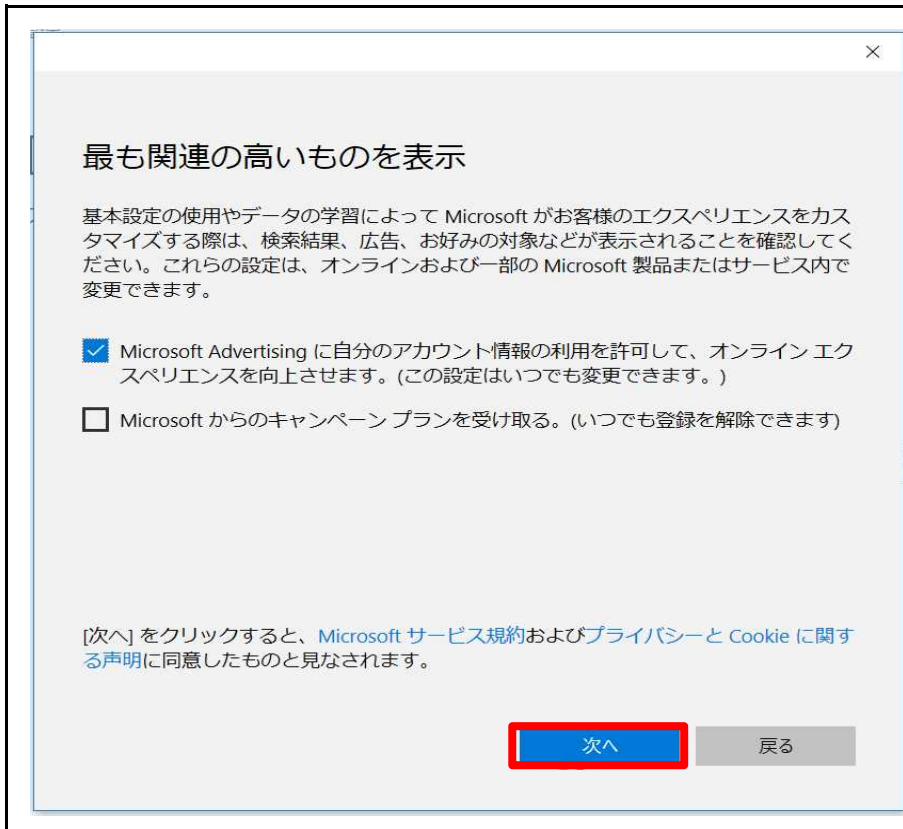 最も関連の高いものを表示
基本設定の使用やデータの学習によって Microsoft がお客様のエクスペリエンスをカス
タマイズする際は、検索結果、広告、お好みの対象などが表示されることを確認してく
ださい。これらの設定は、オンラインおよび一部の Microsoft 製品またはサービス内で
変更できます。
Microsoft Advertising に自分のアカウント情報の利用を許可して、オンライン エク
スペリエンスを向上させます。(この設定はいつでも変更できます。)
Microsoft からのキャンペーン プランを受け取る。(いつでも登録を解除できます)
[次へ] をクリックすると、Microsoft サービス規約およびプライバシーと Cookie に関す
る声明に同意したものと見なされます。
次へ
戻る